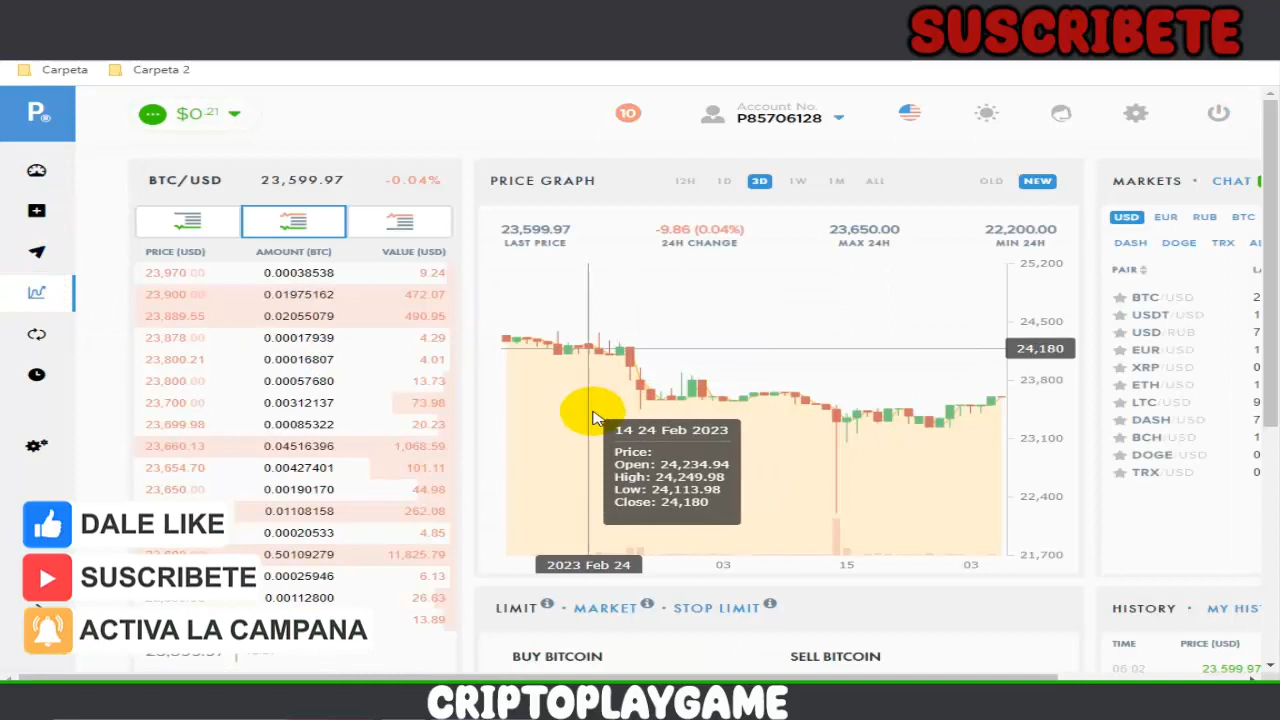 SUSCRIBETE
Carpeta Carpeta 2
P
$0.21
10
Account No.
P85706128
BTC/USD 23,599.97 -0.04%
PRICE (USD) AMOUNT (BTC) VALUE (USD)
23,970.00 0.00038538 9.24
23,900.00 0.01975162 472.07
23,889.55 0.02055079 490.95
23,878.00 0.00017939 4.29
23,800.21 0.00016807 4.01
23,800.00 0.00057680 13.73
23,700.00 0.00312137 73.98
23,699.98 0.00085322 20.23
23,660.13 0.04516396 1,068.59
23,654.70 0.00427401 101.11
23,650.00 0.00190170 44.98
0.01108158 262.08
0.00020533 4.85
0.50109279 11,825.79
0.00025946 6.13
0.00112800 26.63
13.89
DALE LIKE
SUSCRIBETE
ACTIVA LA CAMPANA
PRICE GRAPH 12H 1D 3D 1W 1M ALL OLD NEW
23,599.97 -9.86 (0.04%) 23,650.00 22,200.00
LAST PRICE 24H CHANGE MAX 24H MIN 24H
25,200
24,500
24,180
23,800
23,100
22,400
21,700
14 24 Feb 2023
Price:
Open: 24,234.94
High: 24,249.98
Low: 24,113.98
Close: 24,180
2023 Feb 24 03 15 03
LIMIT · MARKET · STOP LIMIT
BUY BITCOIN SELL BITCOIN
MARKETS · CHAT
USD EUR RUB BTC
DASH DOGE TRX
PAIR
BTC/USD 2
USDT/USD 1
USD/RUB 7
EUR/USD 1
XRP/USD 0
ETH/USD 1
LTC/USD 9
DASH/USD 7
BCH/USD 1
DOGE/USD 0
TRX/USD 0
HISTORY · MY HIS
TIME PRICE (USD)
06:02 23,599.97
CRIPTOPLAYGAME